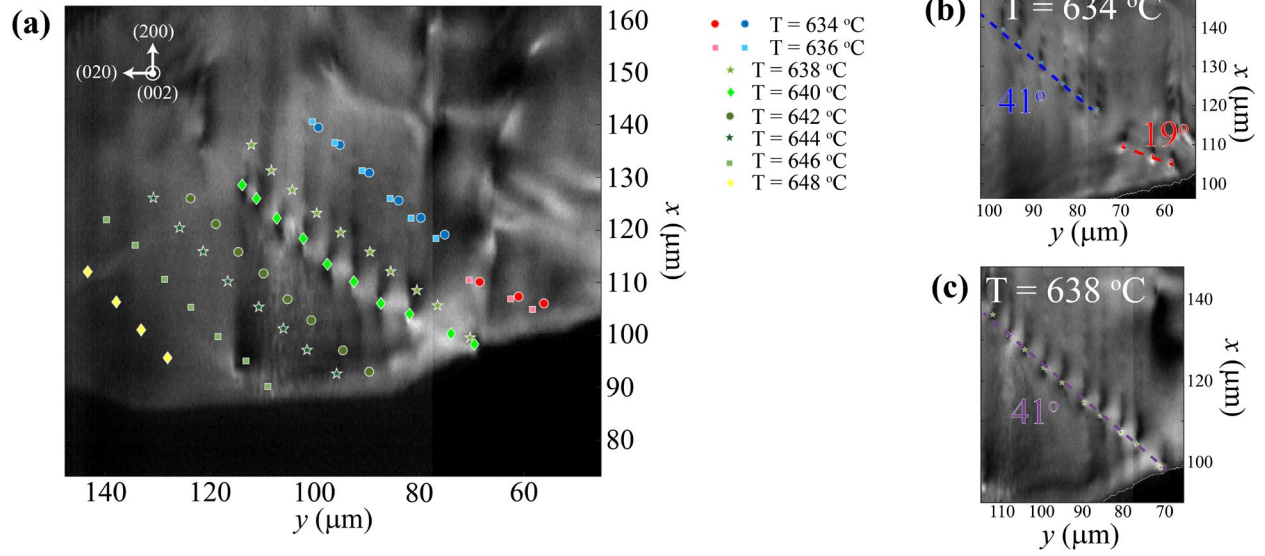 (a)
(200)
(020)
(002)
160
150
140
130
120
110
100
90
80
x (μm)
140 120 100 80 60
y (μm)
T = 634 °C
T = 636 °C
T = 638 °C
T = 640 °C
T = 642 °C
T = 644 °C
T = 646 °C
T = 648 °C
(b)
T = 634 °C
41°
19°
140
130
120
110
100
x (μm)
100 90 80 70 60
y (μm)
(c)
T = 638 °C
41°
140
120
100
x (μm)
110 100 90 80 70
y (μm)